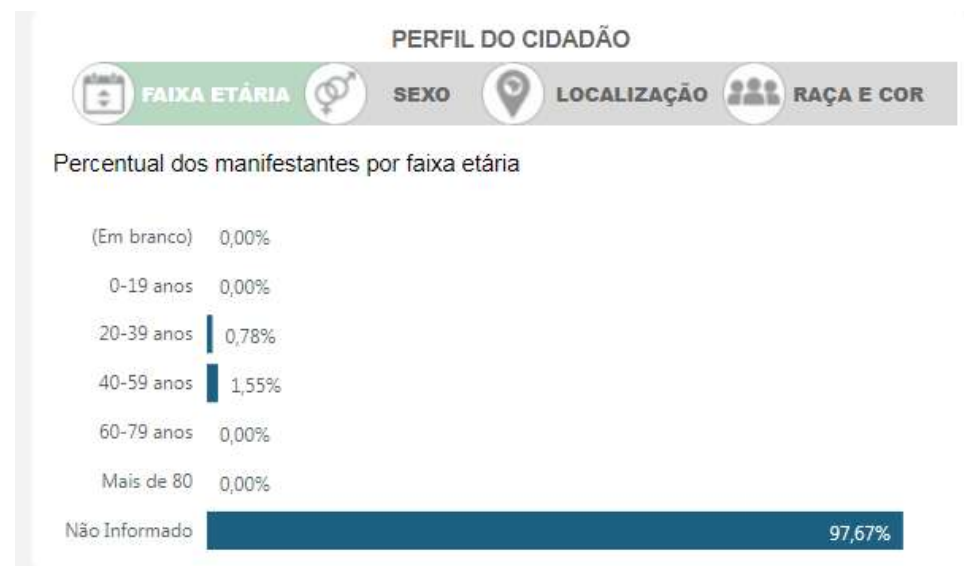 PERFIL DO CIDADÃO
FAIXA ETÁRIA SEXO LOCALIZAÇÃO RAÇA E COR
Percentual dos manifestantes por faixa etária
(Em branco) 0,00%
0-19 anos 0,00%
20-39 anos 0,78%
40-59 anos 1,55%
60-79 anos 0,00%
Mais de 80 0,00%
Não Informado 97,67%